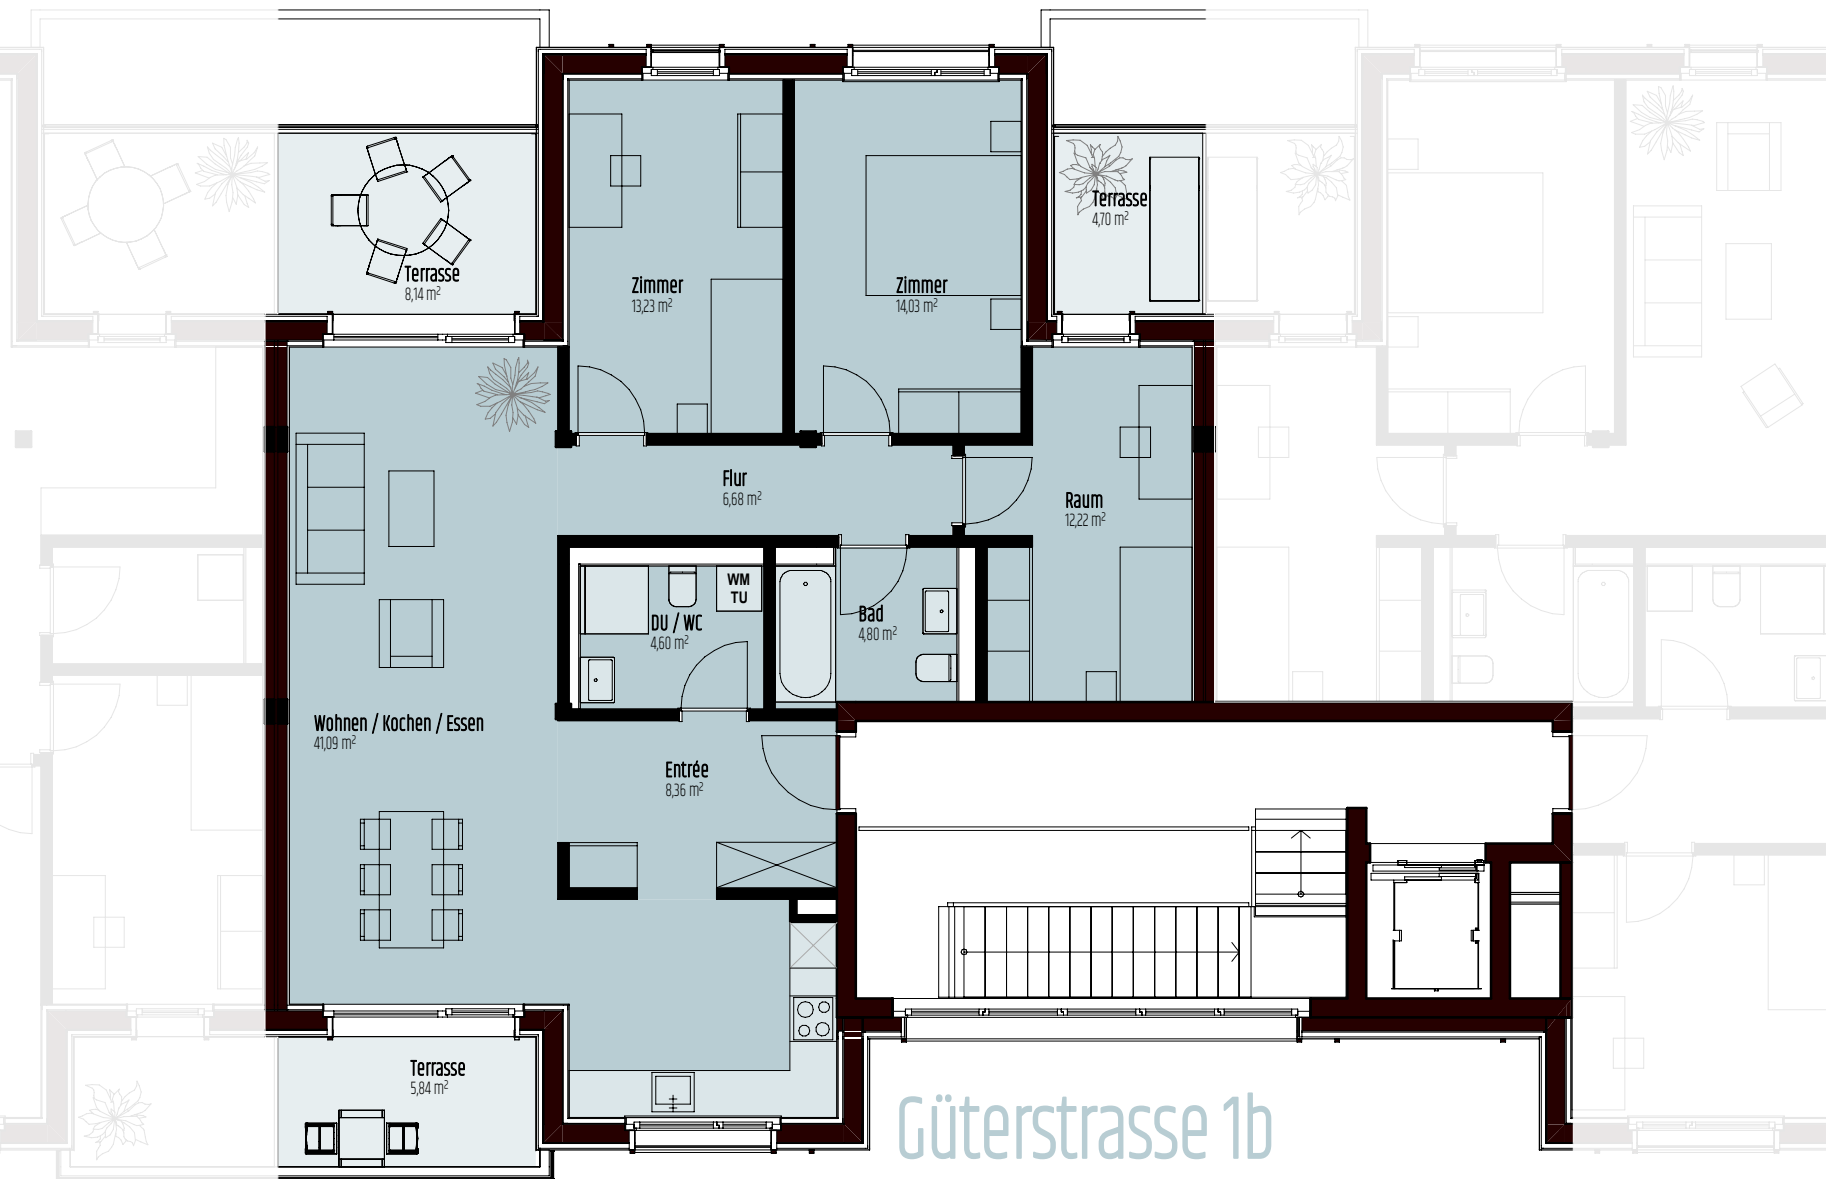 Terrasse
8,14 m²
Zimmer
13,23 m²
Zimmer
14,03 m²
Terrasse
4,70 m²
Flur
6,68 m²
Raum
12,22 m²
WM
TU
DU / WC
4,60 m²
Bad
4,80 m²
Wohnen / Kochen / Essen
41,09 m²
Entrée
8,36 m²
Terrasse
5,84 m²
Güterstrasse 1b